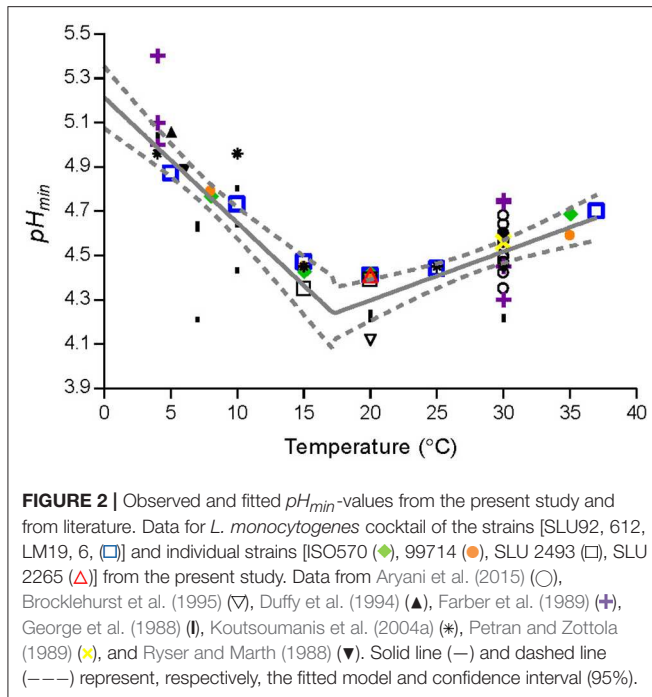 5.5
5.3
5.1
4.9
4.7
4.5
4.3
4.1
3.9
pHmin
0 5 10 15 20 25 30 35 40
Temperature (°C)
FIGURE 2 | Observed and fitted pHmin-values from the present study and
from literature. Data for L. monocytogenes cocktail of the strains [SLU92, 612,
LM19, 6, (□)] and individual strains [ISO570 (◆), 99714 (●), SLU 2493 (□), SLU
2265 (△)] from the present study. Data from Aryani et al. (2015) (◯),
Brocklehurst et al. (1995) (▽), Duffy et al. (1994) (▲), Farber et al. (1989) (+),
George et al. (1988) (I), Koutsoumanis et al. (2004a) (*), Petran and Zottola
(1989) (×), and Ryser and Marth (1988) (▼). Solid line (—) and dashed line
(– – –) represent, respectively, the fitted model and confidence interval (95%).